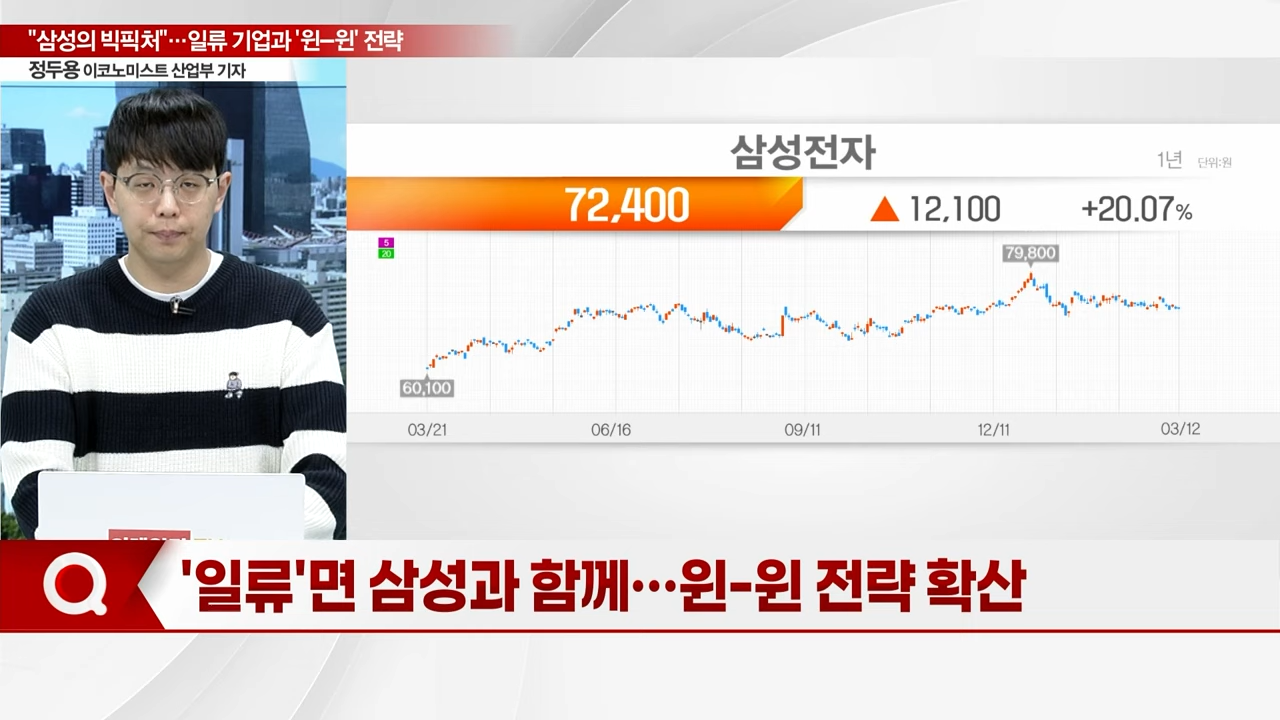 "삼성의 빅픽처"…일류 기업과 '윈-윈' 전략
정두용 이코노미스트 산업부 기자
삼성전자
1년 단위:원
72,400 ▲ 12,100 +20.07%
5
20
79,800
60,100
03/21 06/16 09/11 12/11 03/12
'일류'면 삼성과 함께…윈-윈 전략 확산